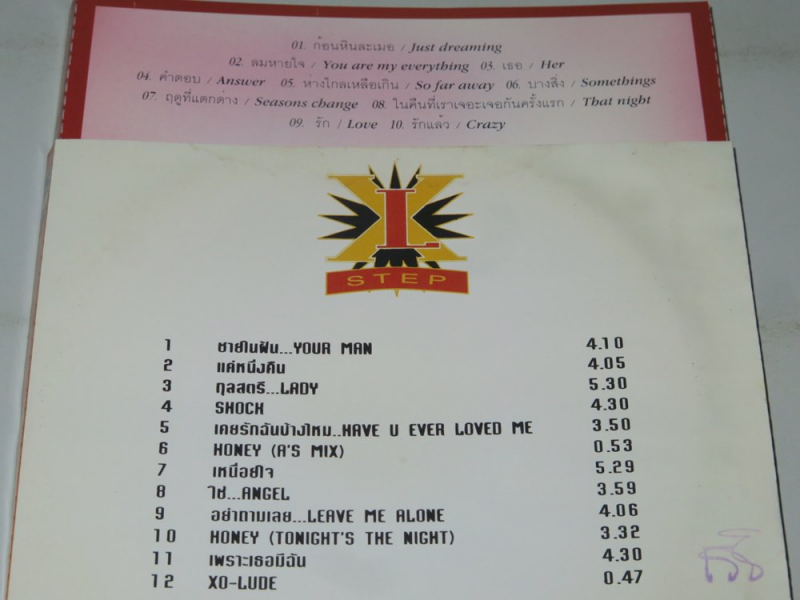 01. ก้อนหินละเมอ / Just dreaming
02. ลมหายใจ / You are my everything 03. เธอ / Her
04. คำตอบ / Answer 05. ห่างไกลเหลือเกิน / So far away 06. บางสิ่ง / Somethings
07. ฤดูที่แตกต่าง / Seasons change 08. ในคืนที่เราเจอะเจอกันครั้งแรก / That night
09. รัก / Love 10. รักแล้ว / Crazy
XL
STEP
1 ชายในฝัน...YOUR MAN 4.10
2 แค่หนึ่งคืน 4.05
3 กุลสตรี...LADY 5.30
4 SHOCK 4.30
5 เคยรักฉันบ้างไหม..HAVE U EVER LOVED ME 3.50
6 HONEY (A'S MIX) 0.53
7 เหนื่อยใจ 5.29
8 ใช่...ANGEL 3.59
9 อย่าถามเลย...LEAVE ME ALONE 4.06
10 HONEY (TONIGHT'S THE NIGHT) 3.32
11 เพราะเธอมีฉัน 4.30
12 XO-LUDE 0.47